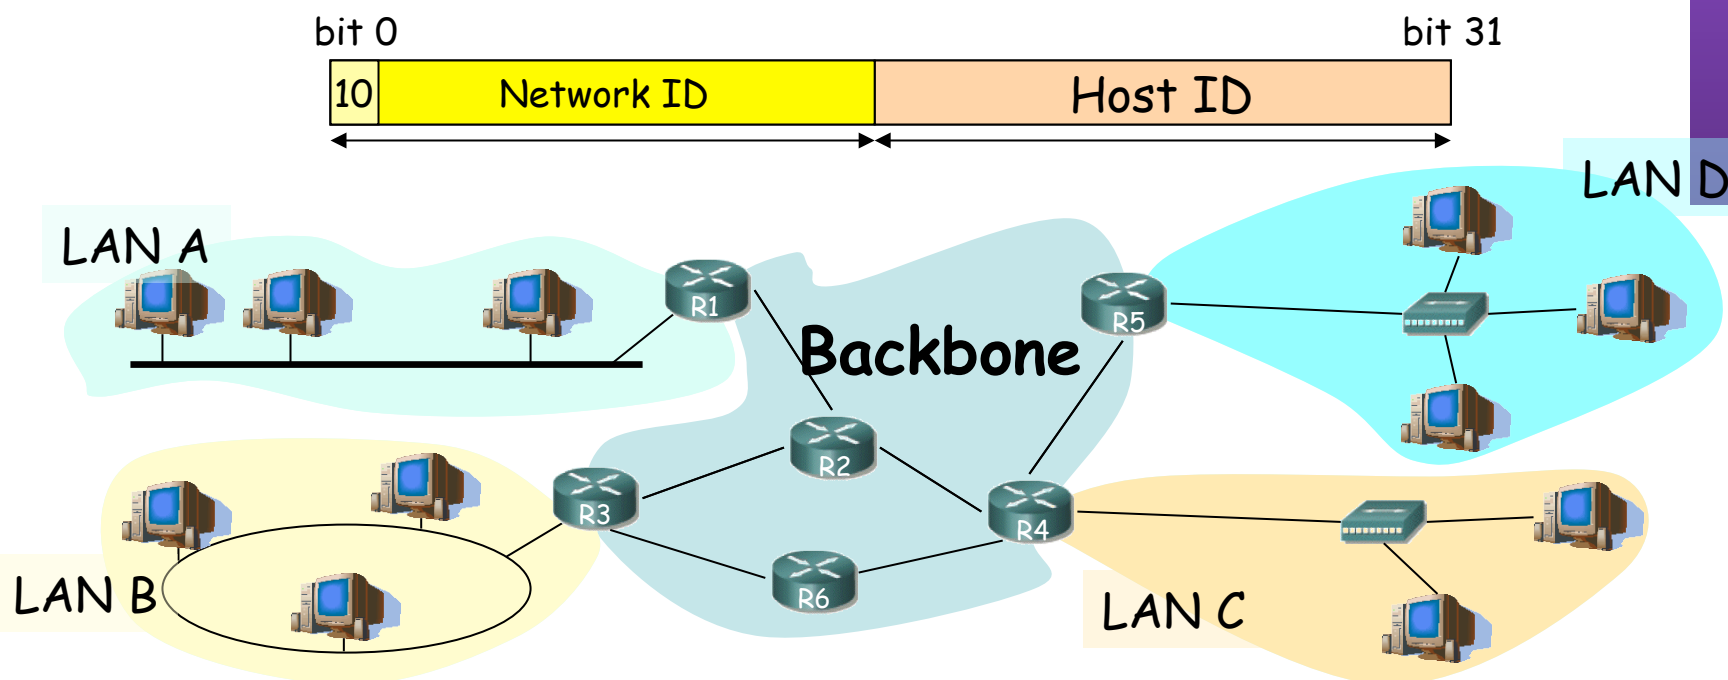 bit 0
bit 31
10
Network ID
Host ID
LAN D
LAN A
R1
R5
Backbone
R2
R3
R4
R6
LAN B
LAN C